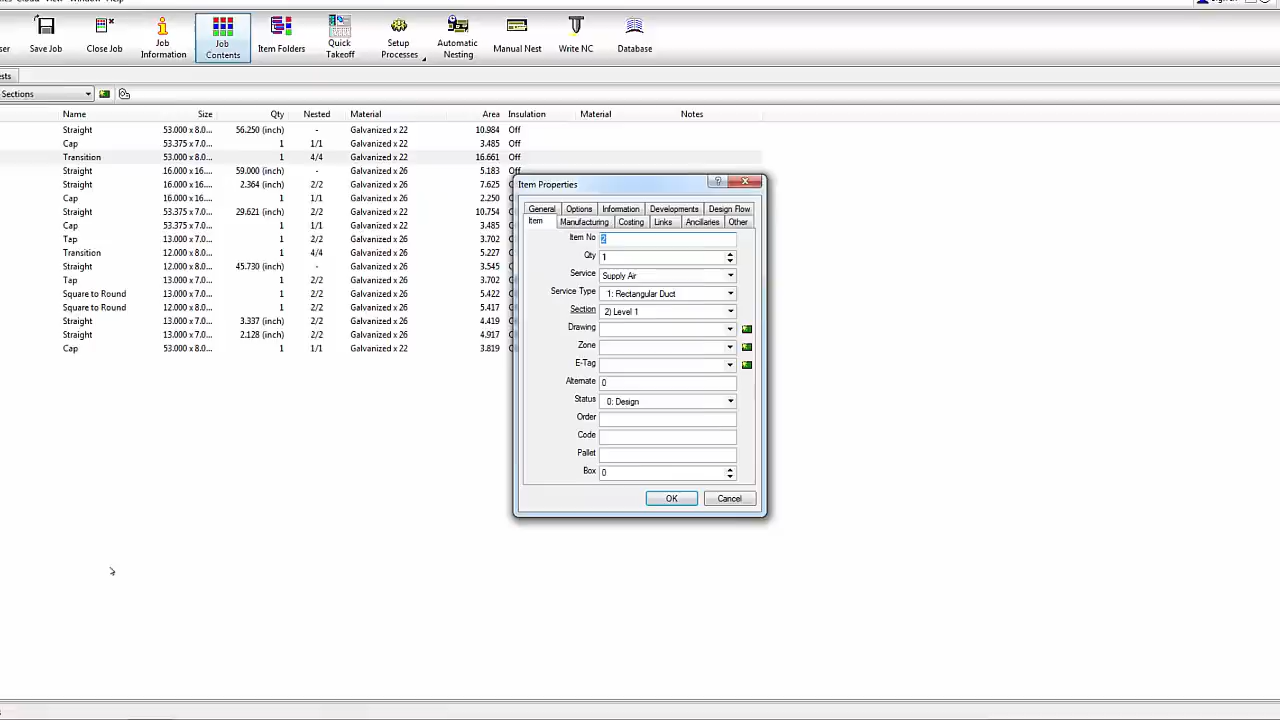 Save Job
Close Job
Job Information
Job Contents
Item Folders
Quick Takeoff
Setup Processes
Automatic Nesting
Manual Nest
Write NC
Database
Sections
Name Size Qty Nested Material Area Insulation Material Notes
Straight 53.000 x 8.0... 56.250 (inch) - Galvanized x 22 10.984 Off
Cap 53.375 x 7.0... 1 1/1 Galvanized x 22 3.485 Off
Transition 53.000 x 8.0... 1 4/4 Galvanized x 22 16.661 Off
Straight 16.000 x 16.... 59.000 (inch) - Galvanized x 26 5.183 Off
Straight 16.000 x 16.... 2.364 (inch) 2/2 Galvanized x 26 7.625
Cap 16.000 x 16.... 1 1/1 Galvanized x 26 2.250
Straight 53.375 x 7.0... 29.621 (inch) 2/2 Galvanized x 22 10.754
Cap 53.375 x 7.0... 1 1/1 Galvanized x 22 3.485
Tap 13.000 x 7.0... 1 2/2 Galvanized x 26 3.702
Transition 12.000 x 8.0... 1 4/4 Galvanized x 26 5.227
Straight 12.000 x 8.0... 45.730 (inch) - Galvanized x 26 3.545
Tap 13.000 x 7.0... 1 2/2 Galvanized x 26 3.702
Square to Round 13.000 x 7.0... 1 2/2 Galvanized x 26 5.422
Square to Round 12.000 x 8.0... 1 2/2 Galvanized x 26 5.417
Straight 13.000 x 7.0... 3.337 (inch) 2/2 Galvanized x 26 4.419
Straight 13.000 x 7.0... 2.128 (inch) 2/2 Galvanized x 26 4.917
Cap 53.000 x 8.0... 1 1/1 Galvanized x 22 3.819
Item Properties
General Options Information Developments Design Flow
Item Manufacturing Costing Links Ancillaries Other
Item No 2
Qty 1
Service Supply Air
Service Type 1: Rectangular Duct
Section 2) Level 1
Drawing
Zone
E-Tag
Alternate 0
Status 0: Design
Order
Code
Pallet
Box 0
OK Cancel